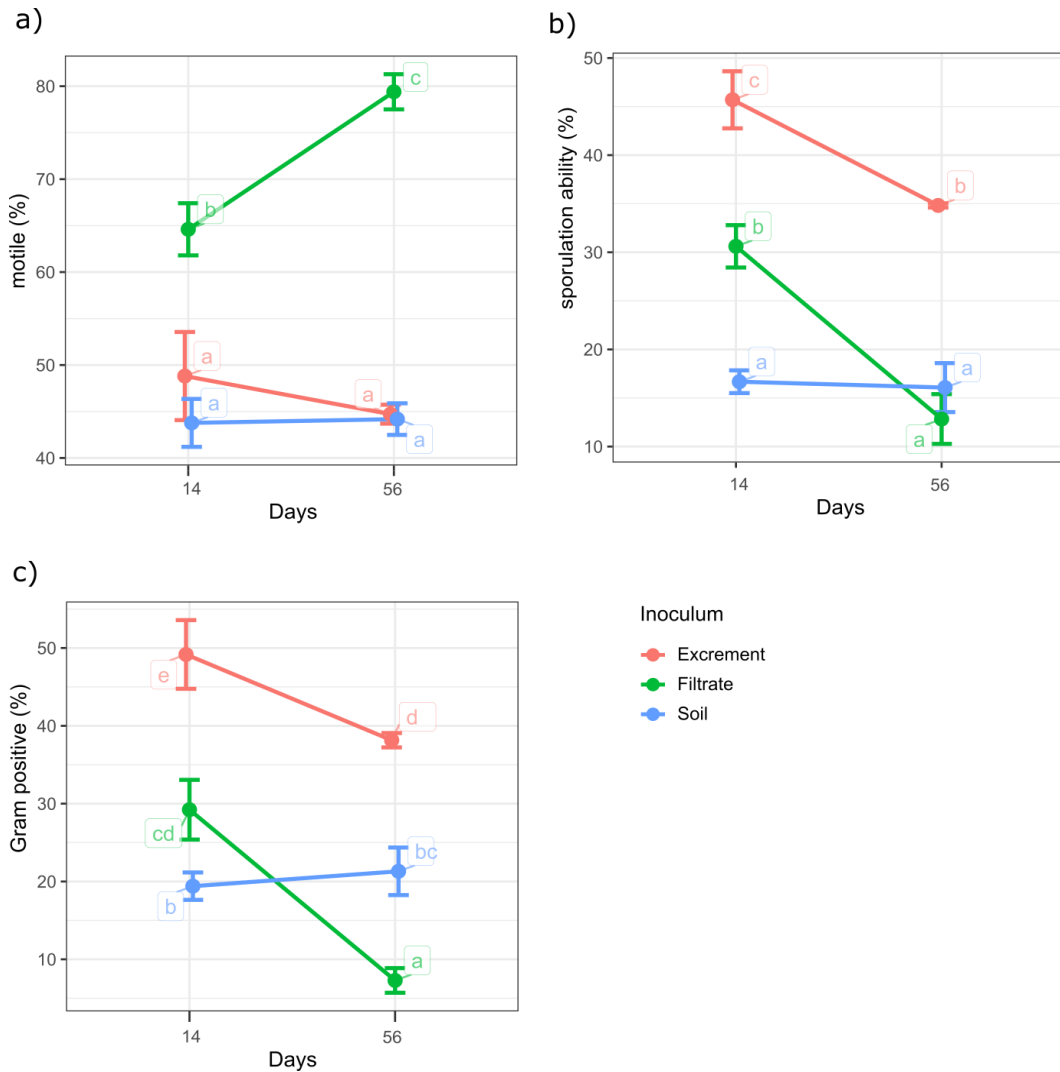 a)
motile (%)
80
70
60
50
40
c
b
a
a
a
a
14
56
Days
b)
sporulation ability (%)
50
40
30
20
10
c
b
b
a
a
a
14
56
Days
c)
Gram positive (%)
50
40
30
20
10
e
d
cd
bc
b
a
14
56
Days
Inoculum
Excrement
Filtrate
Soil